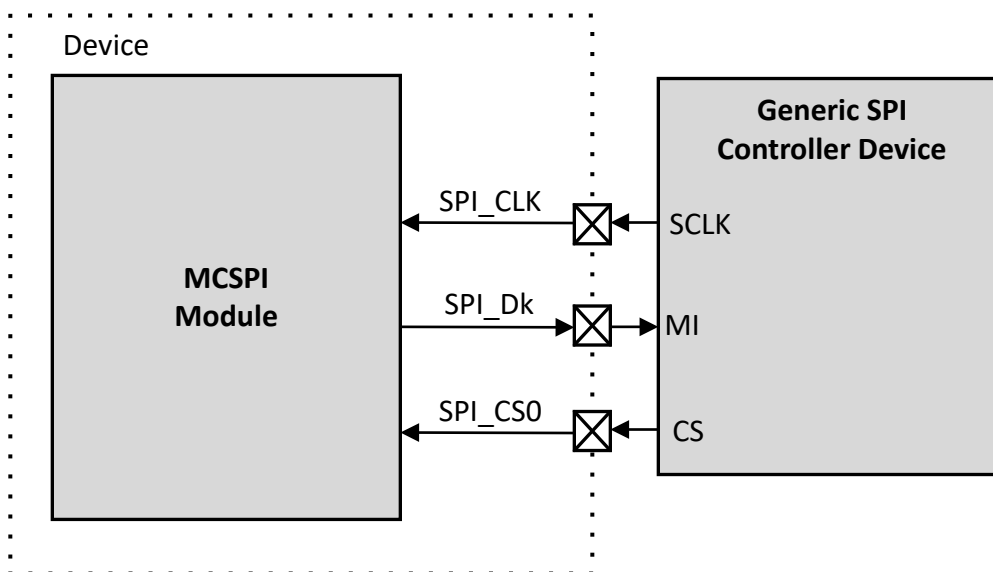 Device
Generic SPI
Controller Device
SPI_CLK
SCLK
MCSPI
Module
SPI_Dk
MI
SPI_CS0
CS